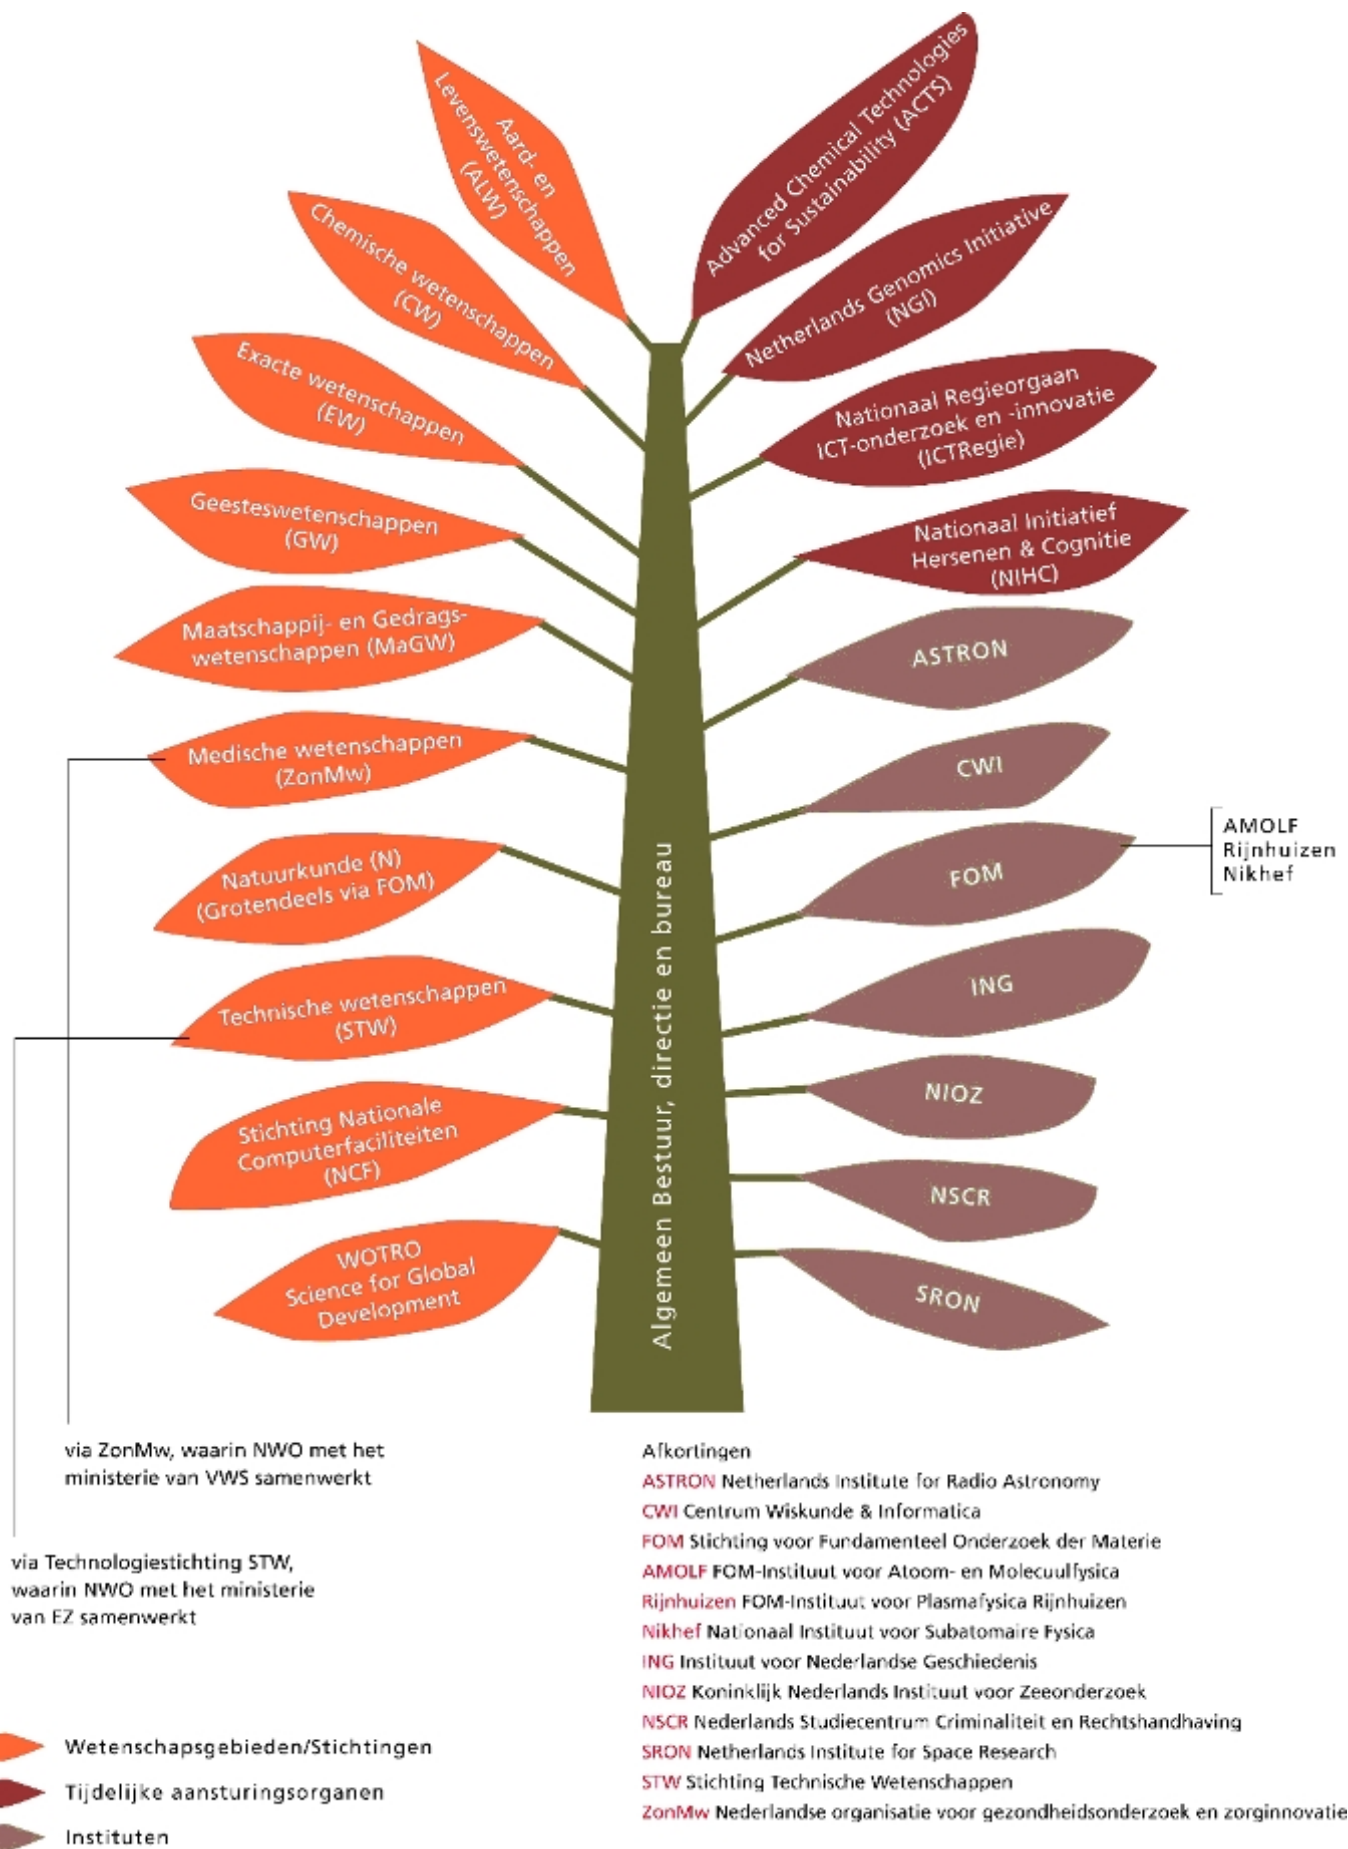 Aard- en
Levenswetenschappen
(ALW)
Chemische wetenschappen
(CW)
Exacte wetenschappen
(EW)
Geesteswetenschappen
(GW)
Maatschappij- en Gedrags-
wetenschappen (MaGW)
Medische wetenschappen
(ZonMw)
Natuurkunde (N)
(Grotendeels via FOM)
Technische wetenschappen
(STW)
Stichting Nationale
Computerfaciliteiten
(NCF)
WOTRO
Science for Global
Development
Algemeen Bestuur, directie en bureau
Advanced Chemical Technologies
for Sustainability (ACTS)
Netherlands Genomics Initiative
(NGI)
Nationaal Regieorgaan
ICT-onderzoek en -innovatie
(ICTRegie)
Nationaal Initiatief
Hersenen & Cognitie
(NIHC)
ASTRON
CWI
FOM
AMOLF
Rijnhuizen
Nikhef
ING
NIOZ
NSCR
SRON
via ZonMw, waarin NWO met het
ministerie van VWS samenwerkt
via Technologiestichting STW,
waarin NWO met het ministerie
van EZ samenwerkt
Wetenschapsgebieden/Stichtingen
Tijdelijke aansturingsorganen
Instituten
Afkortingen
ASTRON Netherlands Institute for Radio Astronomy
CWI Centrum Wiskunde & Informatica
FOM Stichting voor Fundamenteel Onderzoek der Materie
AMOLF FOM-Instituut voor Atoom- en Molecuulfysica
Rijnhuizen FOM-Instituut voor Plasmafysica Rijnhuizen
Nikhef Nationaal Instituut voor Subatomaire Fysica
ING Instituut voor Nederlandse Geschiedenis
NIOZ Koninklijk Nederlands Instituut voor Zeeonderzoek
NSCR Nederlands Studiecentrum Criminaliteit en Rechtshandhaving
SRON Netherlands Institute for Space Research
STW Stichting Technische Wetenschappen
ZonMw Nederlandse organisatie voor gezondheidsonderzoek en zorginnovatie